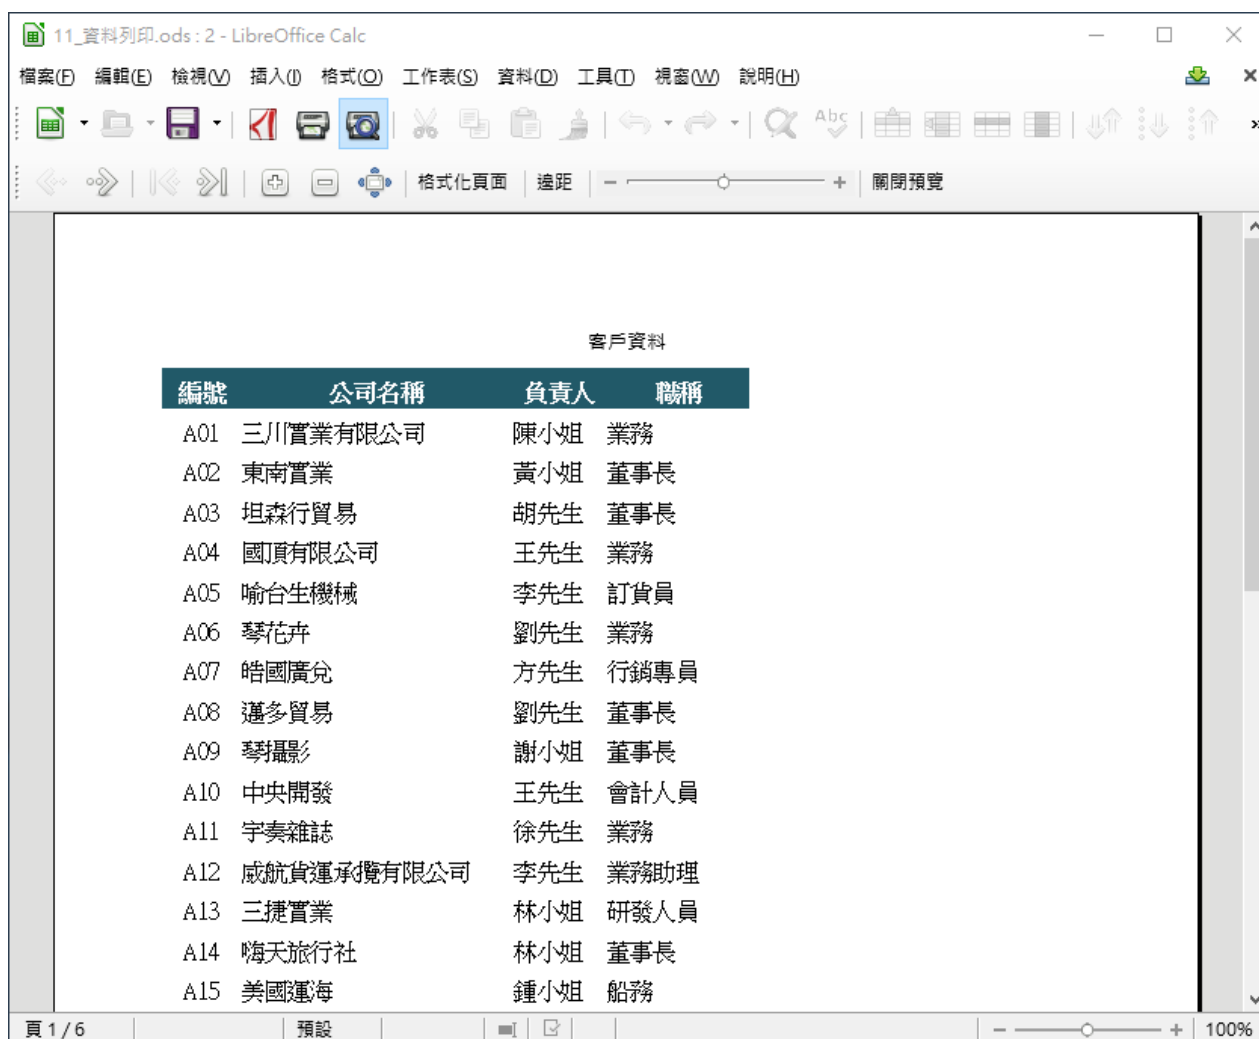 11_資料列印.ods : 2 - LibreOffice Calc
檔案(F) 編輯(E) 檢視(V) 插入(I) 格式(O) 工作表(S) 資料(D) 工具(T) 視窗(W) 說明(H)
Abc
格式化頁面 邊距 關閉預覽
客戶資料
編號 公司名稱 負責人 職稱
A01 三川實業有限公司 陳小姐 業務
A02 東南實業 黃小姐 董事長
A03 坦森行貿易 胡先生 董事長
A04 國頂有限公司 王先生 業務
A05 喻台生機械 李先生 訂貨員
A06 琴花卉 劉先生 業務
A07 皓國廣兌 方先生 行銷專員
A08 邁多貿易 劉先生 董事長
A09 琴攝影 謝小姐 董事長
A10 中央開發 王先生 會計人員
A11 宇奏雜誌 徐先生 業務
A12 威航貨運承攬有限公司 李先生 業務助理
A13 三捷實業 林小姐 研發人員
A14 嗨天旅行社 林小姐 董事長
A15 美國運海 鍾小姐 船務
頁 1 / 6 預設 100%